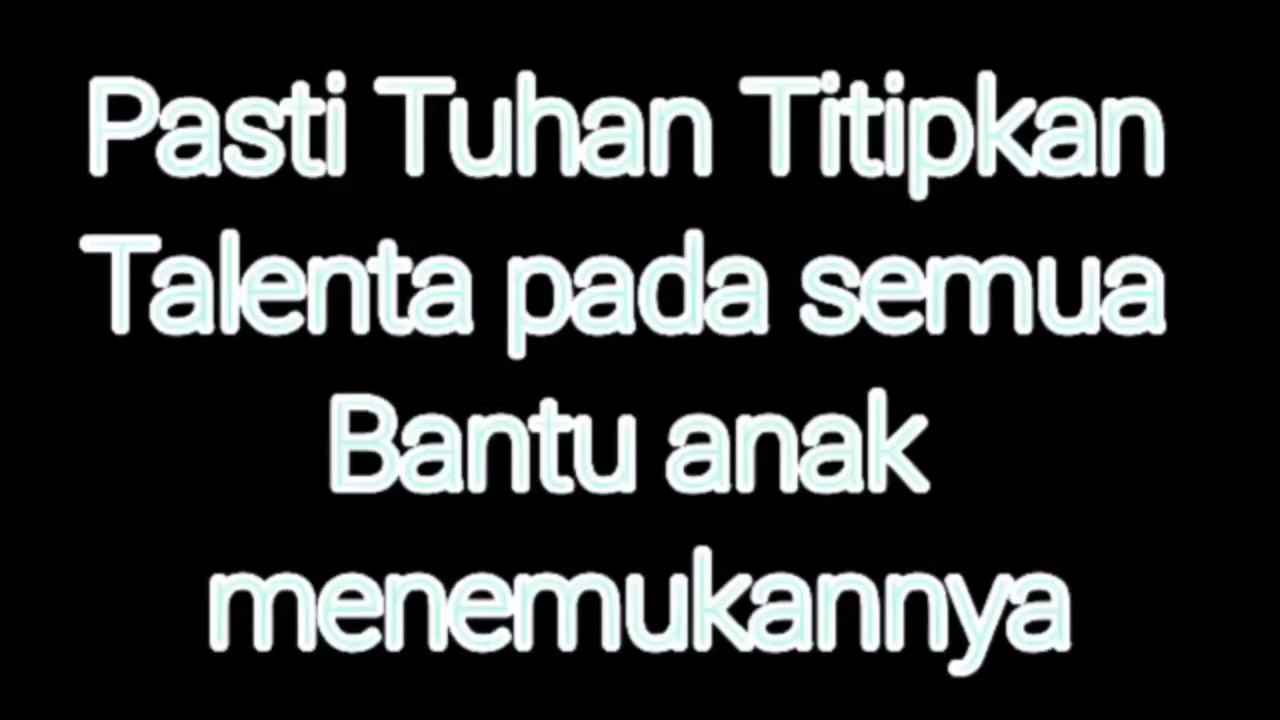 Pasti Tuhan Titipkan
Talenta pada semua
Bantu anak
menemukannya